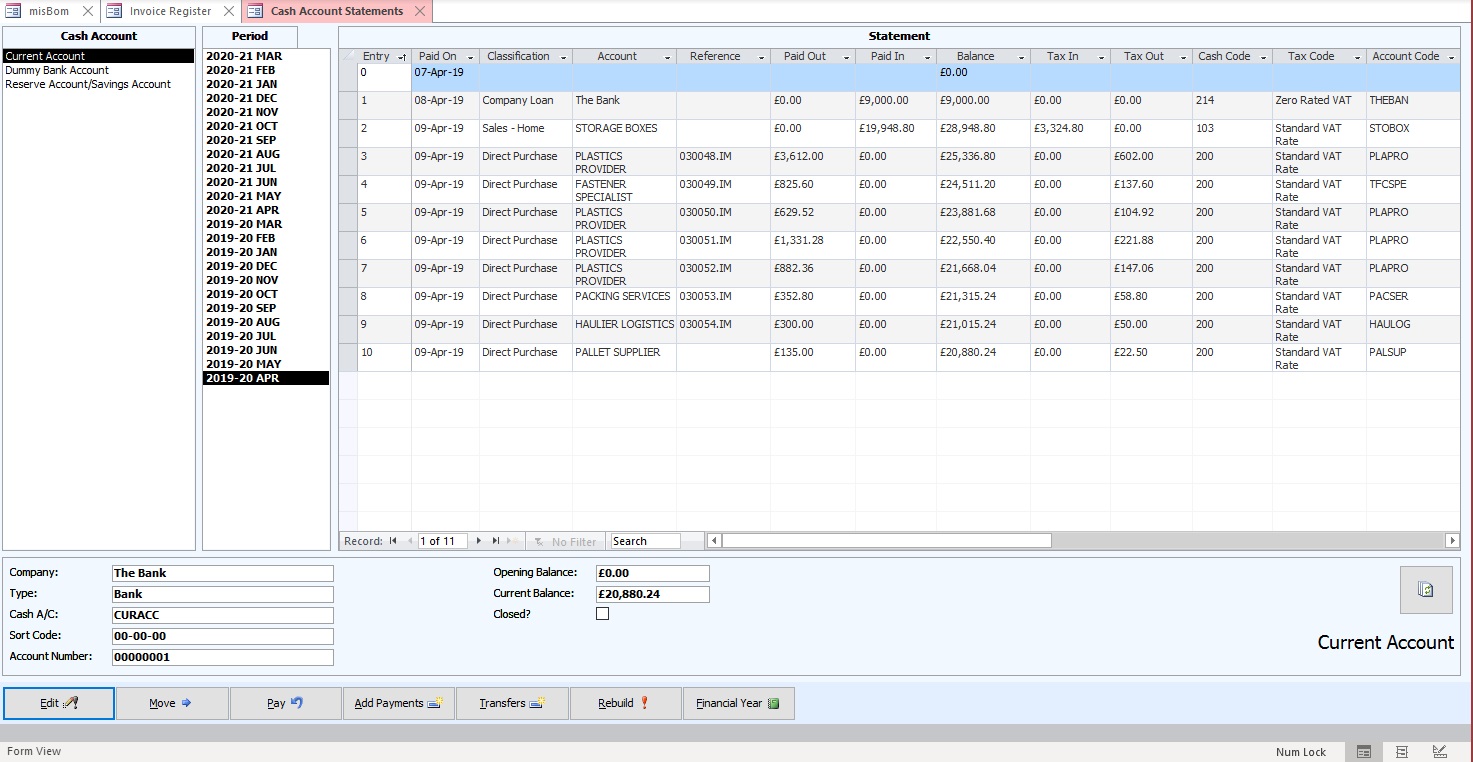 misBom
Invoice Register
Cash Account Statements
Cash Account
Current Account
Dummy Bank Account
Reserve Account/Savings Account
Period
2020-21 MAR
2020-21 FEB
2020-21 JAN
2020-21 DEC
2020-21 NOV
2020-21 OCT
2020-21 SEP
2020-21 AUG
2020-21 JUL
2020-21 JUN
2020-21 MAY
2020-21 APR
2019-20 MAR
2019-20 FEB
2019-20 JAN
2019-20 DEC
2019-20 NOV
2019-20 OCT
2019-20 SEP
2019-20 AUG
2019-20 JUL
2019-20 JUN
2019-20 MAY
2019-20 APR
Statement
Entry Paid On Classification Account Reference Paid Out Paid In Balance Tax In Tax Out Cash Code Tax Code Account Code
0 07-Apr-19 £0.00
1 08-Apr-19 Company Loan The Bank £0.00 £9,000.00 £9,000.00 £0.00 £0.00 214 Zero Rated VAT THEBAN
2 09-Apr-19 Sales - Home STORAGE BOXES £0.00 £19,948.80 £28,948.80 £3,324.80 £0.00 103 Standard VAT STOBOX
Rate
3 09-Apr-19 Direct Purchase PLASTICS 030048.IM £3,612.00 £0.00 £25,336.80 £0.00 £602.00 200 Standard VAT PLAPRO
PROVIDER Rate
4 09-Apr-19 Direct Purchase FASTENER 030049.IM £825.60 £0.00 £24,511.20 £0.00 £137.60 200 Standard VAT TFCSPE
SPECIALIST Rate
5 09-Apr-19 Direct Purchase PLASTICS 030050.IM £629.52 £0.00 £23,881.68 £0.00 £104.92 200 Standard VAT PLAPRO
PROVIDER Rate
6 09-Apr-19 Direct Purchase PLASTICS 030051.IM £1,331.28 £0.00 £22,550.40 £0.00 £221.88 200 Standard VAT PLAPRO
PROVIDER Rate
7 09-Apr-19 Direct Purchase PLASTICS 030052.IM £882.36 £0.00 £21,668.04 £0.00 £147.06 200 Standard VAT PLAPRO
PROVIDER Rate
8 09-Apr-19 Direct Purchase PACKING SERVICES 030053.IM £352.80 £0.00 £21,315.24 £0.00 £58.80 200 Standard VAT PACSER
Rate
9 09-Apr-19 Direct Purchase HAULIER LOGISTICS 030054.IM £300.00 £0.00 £21,015.24 £0.00 £50.00 200 Standard VAT HAULOG
Rate
10 09-Apr-19 Direct Purchase PALLET SUPPLIER £135.00 £0.00 £20,880.24 £0.00 £22.50 200 Standard VAT PALSUP
Rate
Record: 1 of 11 No Filter Search
Company: The Bank
Type: Bank
Cash A/C: CURACC
Sort Code: 00-00-00
Account Number: 00000001
Opening Balance: £0.00
Current Balance: £20,880.24
Closed?
Current Account
Edit Move Pay Add Payments Transfers Rebuild Financial Year
Form View
Num Lock